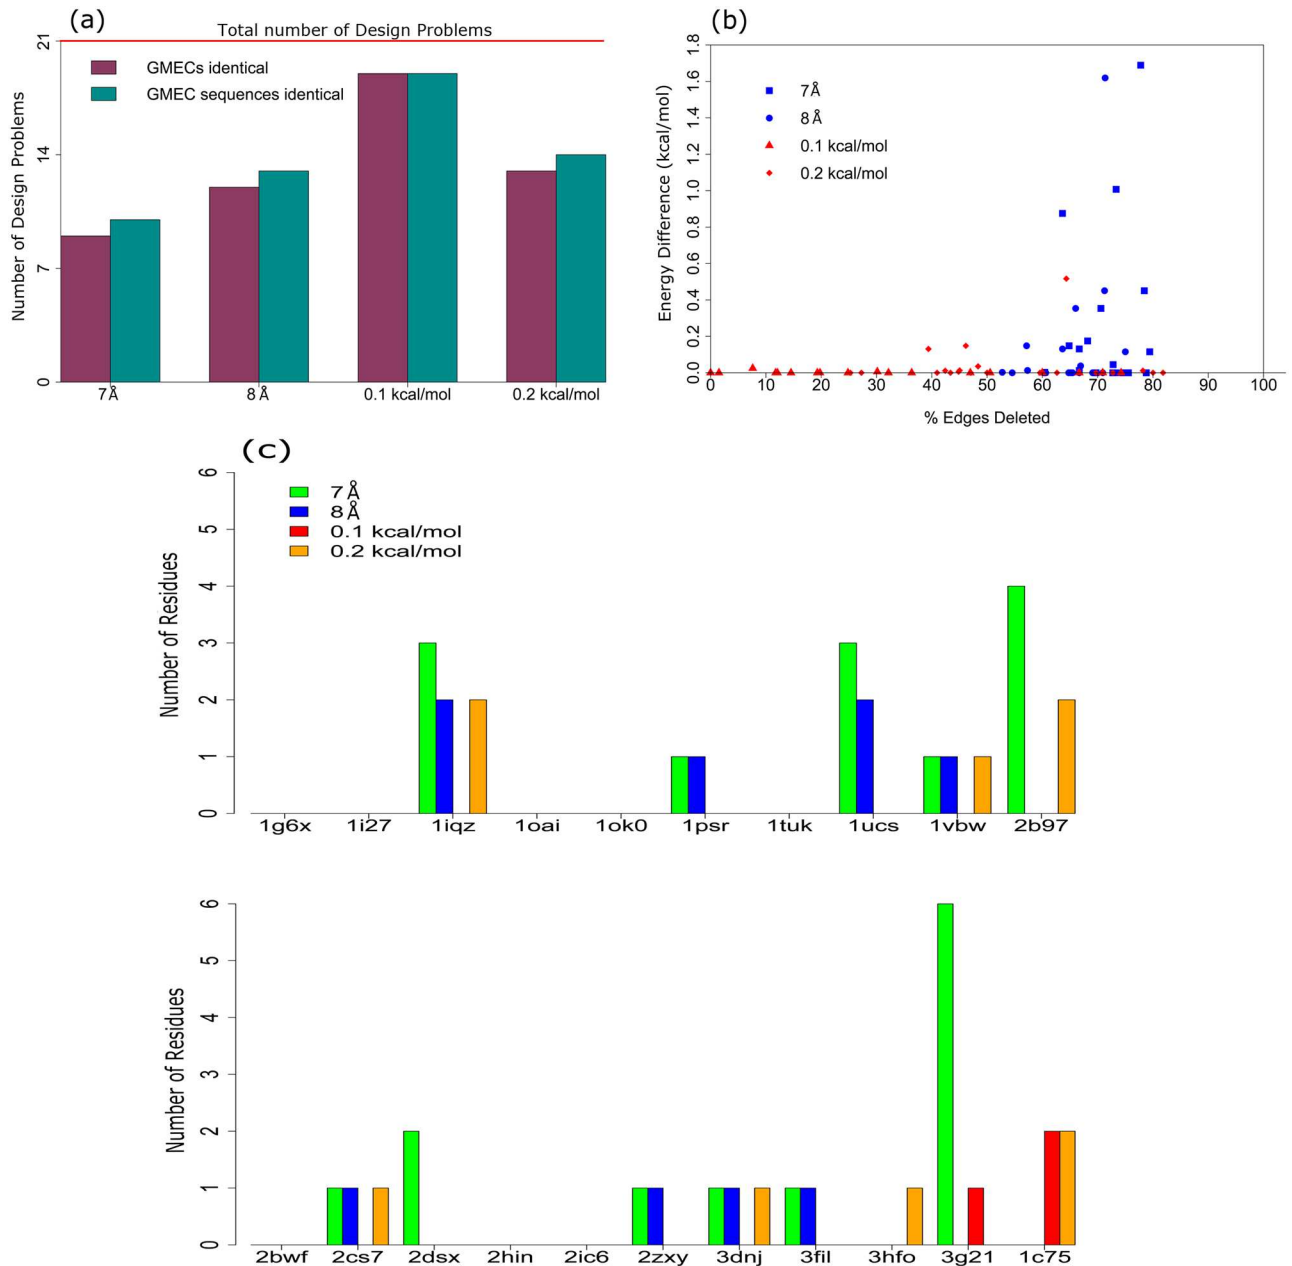 (a)
Total number of Design Problems
21
14
7
0
Number of Design Problems
GMECs identical
GMEC sequences identical
7Å
8Å
0.1 kcal/mol
0.2 kcal/mol
(b)
1.8
1.6
1.4
1.2
1.0
0.8
0.6
0.4
0.2
0.0
Energy Difference (kcal/mol)
7Å
8Å
0.1 kcal/mol
0.2 kcal/mol
0 10 20 30 40 50 60 70 80 90 100
% Edges Deleted
(c)
6
5
4
3
2
1
0
Number of Residues
7Å
8Å
0.1 kcal/mol
0.2 kcal/mol
1g6x 1i27 1iqz 1oai 1ok0 1psr 1tuk 1ucs 1vbw 2b97
6
5
4
3
2
1
0
Number of Residues
2bwf 2cs7 2dsx 2hin 2ic6 2zxy 3dnj 3fil 3hfo 3g21 1c75